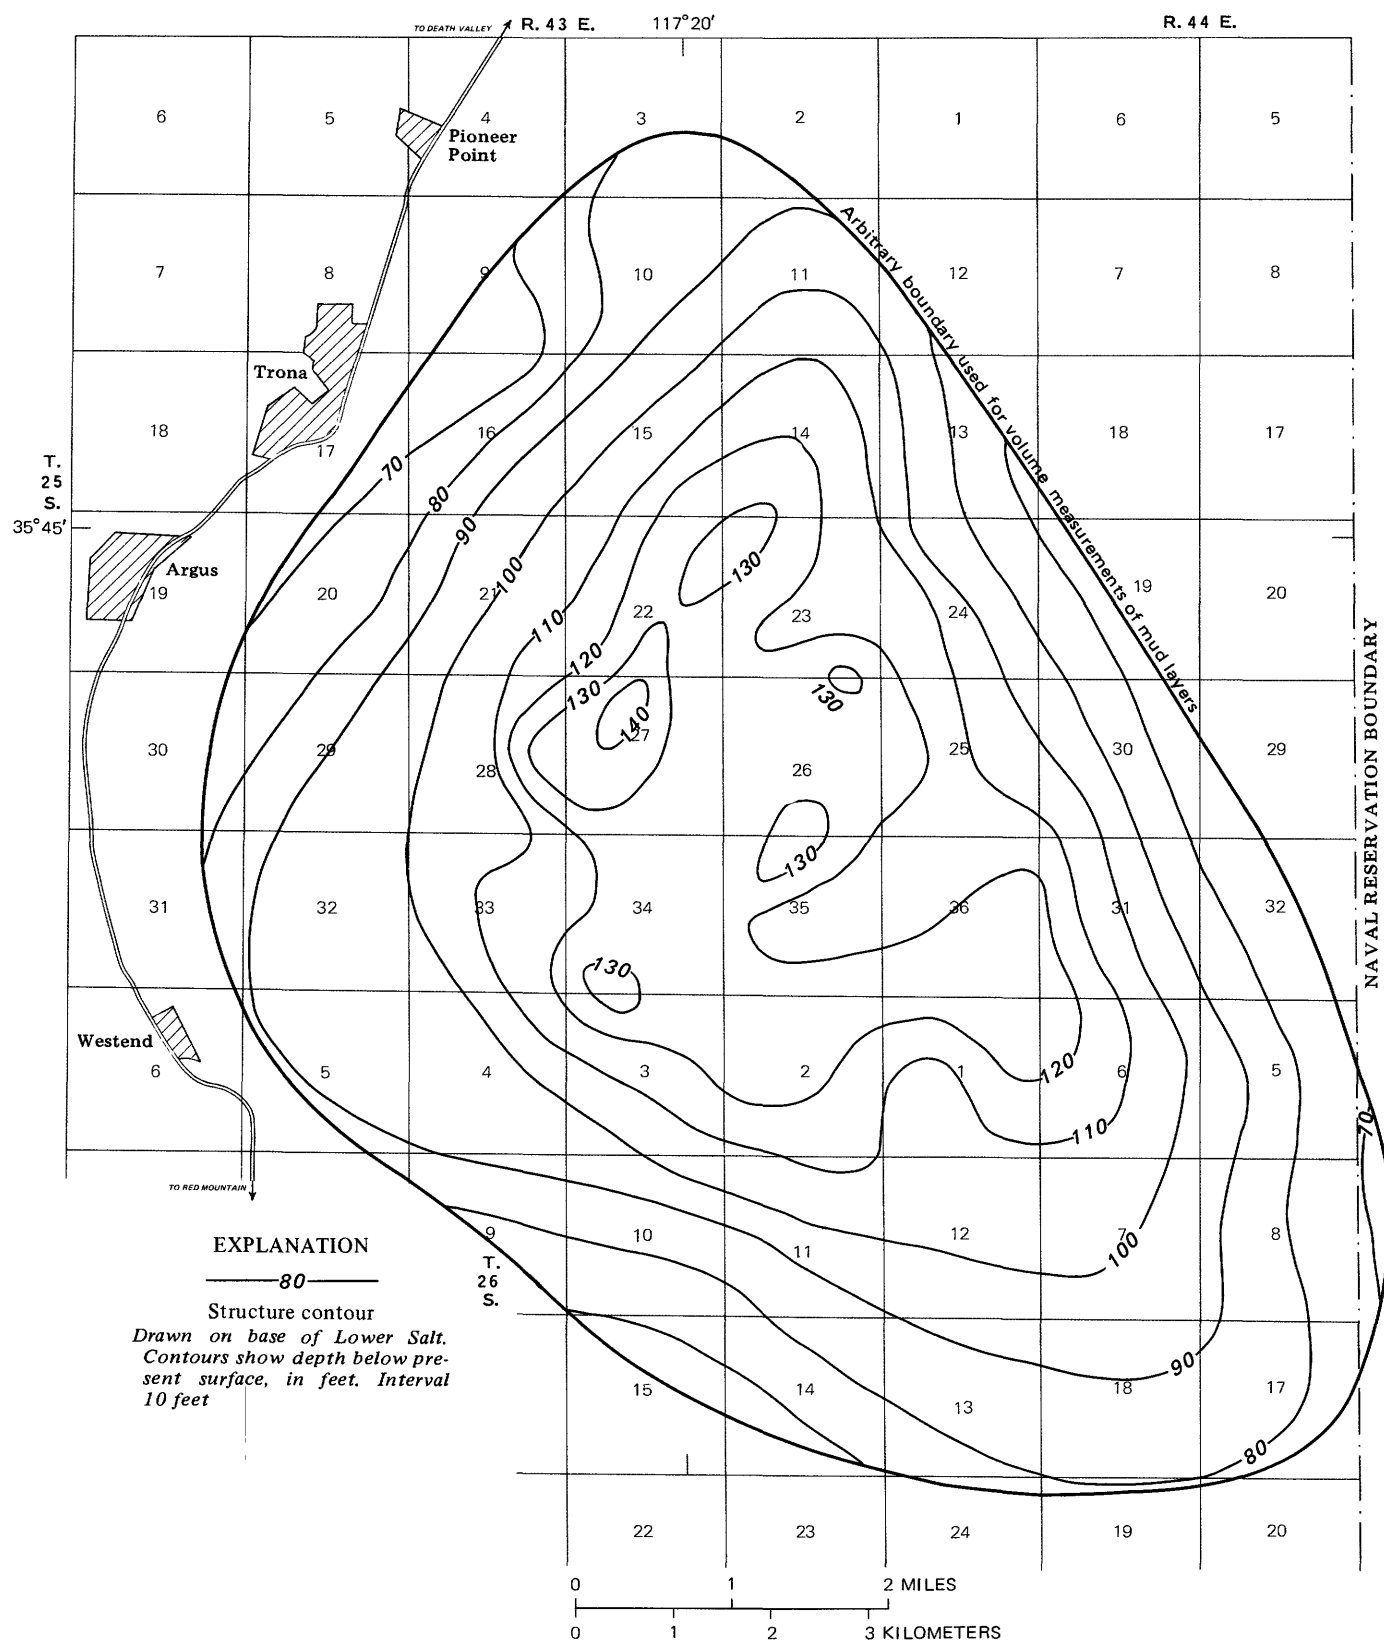 TO DEATH VALLEY
R. 43 E.
117°20'
R. 44 E.
6 5 4 3 2 1 6 5
Pioneer
Point
Arbitrary boundary used for volume measurements of mud layers
7 8 9 10 11 12 7 8
Trona
18 17 16 15 14 13 18 17
T.
25
S.
35°45'
70
80
90
100
110
120
130
130
140
130
130
130
Argus
19 20 21 22 23 24 19 20
30 29 28 27 26 25 30 29
NAVAL RESERVATION BOUNDARY
31 32 33 34 35 36 31 32
Westend
6 5 4 3 2 1 6 5
120
110
70
TO RED MOUNTAIN
9 10 11 12 7 8
100
T.
26
S.
90
15 14 13 18 17
80
22 23 24 19 20
EXPLANATION
80
Structure contour
Drawn on base of Lower Salt.
Contours show depth below pre-
sent surface, in feet. Interval
10 feet
0 1 2 MILES
0 1 2 3 KILOMETERS